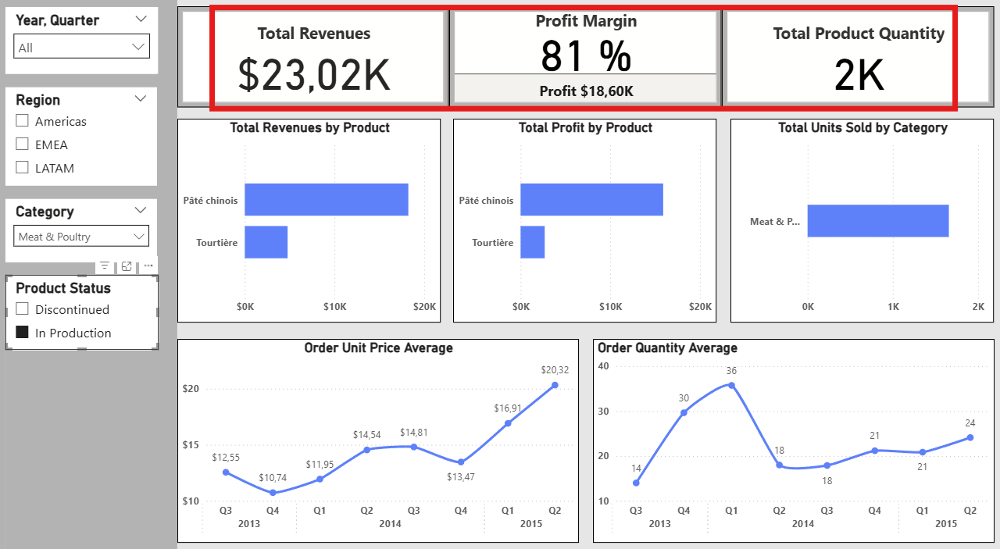 Year, Quarter
All
Region
Americas
EMEA
LATAM
Category
Meat & Poultry
Product Status
Discontinued
In Production
Total Revenues
$23,02K
Profit Margin
81 %
Profit $18,60K
Total Product Quantity
2K
Total Revenues by Product
Pâté chinois
Tourtière
$0K $10K $20K
Total Profit by Product
Pâté chinois
Tourtière
$0K $10K $20K
Total Units Sold by Category
Meat & P...
0K 1K 2K
Order Unit Price Average
$20
$15
$10
$12,55 $10,74 $11,95 $14,54 $14,81 $13,47 $16,91 $20,32
Q3 Q4 Q1 Q2 Q3 Q4 Q1 Q2
2013 2014 2015
Order Quantity Average
40
30
20
10
14 30 36 18 18 21 21 24
Q3 Q4 Q1 Q2 Q3 Q4 Q1 Q2
2013 2014 2015